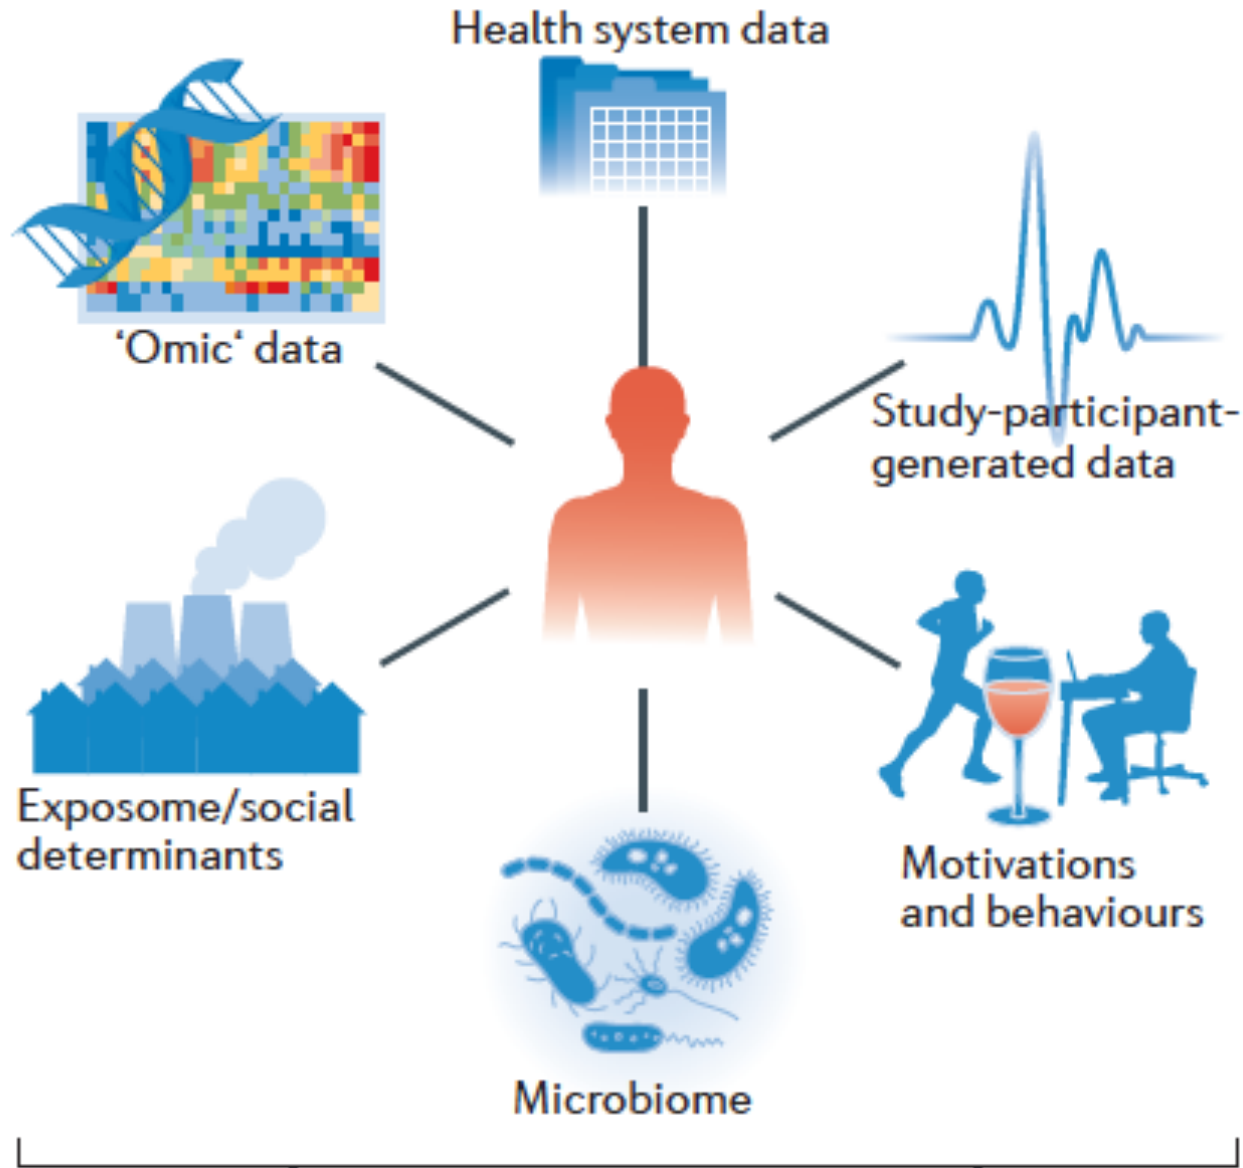 Health system data
‘Omic‘ data
Study-participant-
generated data
Exposome/social
determinants
Motivations
and behaviours
Microbiome